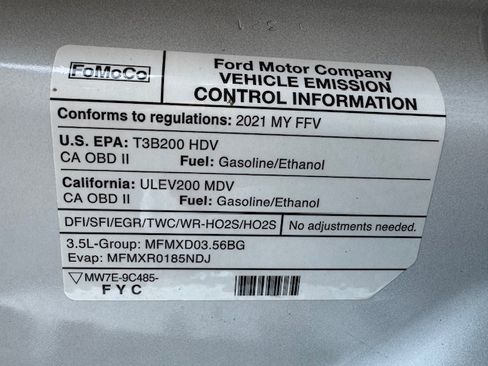 FoMoCo
Ford Motor Company
VEHICLE EMISSION
CONTROL INFORMATION
Conforms to regulations: 2021 MY FFV
U.S. EPA: T3B200 HDV
CA OBD II Fuel: Gasoline/Ethanol
California: ULEV200 MDV
CA OBD II Fuel: Gasoline/Ethanol
DFI/SFI/EGR/TWC/WR-HO2S/HO2S No adjustments needed.
3.5L-Group: MFMXD03.56BG
Evap: MFMXR0185NDJ
MW7E-9C485-
FYC